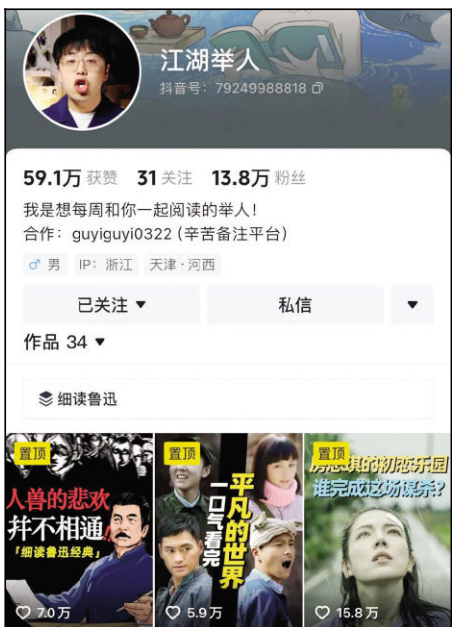 江湖举人
抖音号：79249988818
59.1万 获赞 31 关注 13.8万 粉丝
我是想每周和你一起阅读的举人！
合作：guyiguyi0322 (辛苦备注平台)
♂ 男 IP：浙江 天津·河西
已关注 ▼ 私信 ▼
作品 34 ▼
细读鲁迅
置顶
人兽的悲欢
并不相通
「细读鲁迅经典」
7.0万
置顶
平凡的世界
一口气看完
5.9万
置顶
房思琪的初恋乐园
谁完成这场谋杀？
15.8万